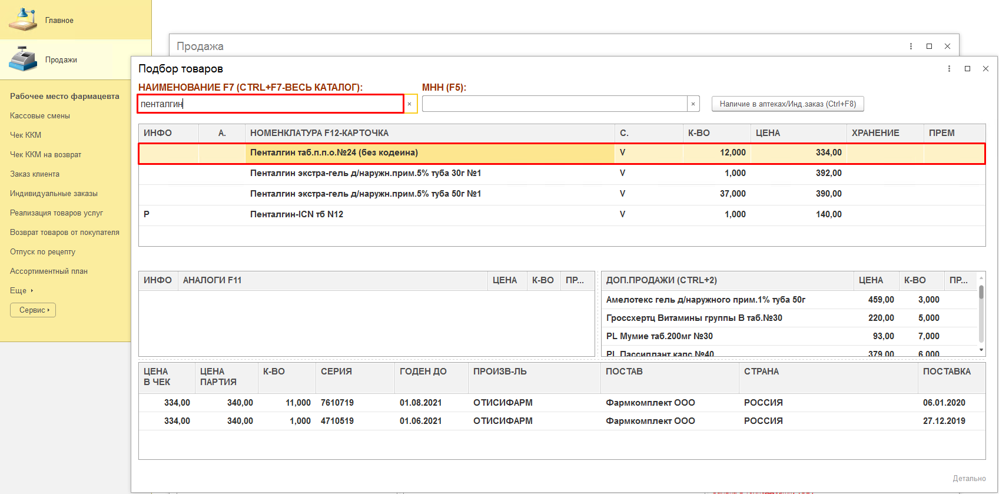 Главное
Продажи
Рабочее место фармацевта
Кассовые смены
Чек ККМ
Чек ККМ на возврат
Заказ клиента
Индивидуальные заказы
Реализация товаров услуг
Возврат товаров от покупателя
Отпуск по рецепту
Ассортиментный план
Еще
Сервис
Продажа
Подбор товаров
НАИМЕНОВАНИЕ F7 (CTRL+F7-ВЕСЬ КАТАЛОГ): МНН (F5):
пенталгин × × Наличие в аптеках/Инд.заказ (Ctrl+F8)
ИНФО А. НОМЕНКЛАТУРА F12-КАРТОЧКА С. К-ВО ЦЕНА ХРАНЕНИЕ ПРЕМ
Пенталгин таб.п.п.о.№24 (без кодеина) V 12,000 334,00
Пенталгин экстра-гель д/наружн.прим.5% туба 30г №1 V 1,000 392,00
Пенталгин экстра-гель д/наружн.прим.5% туба 50г №1 V 37,000 390,00
Р Пенталгин-ICN тб N12 V 1,000 140,00
ИНФО АНАЛОГИ F11 ЦЕНА К-ВО ПР...
ДОП.ПРОДАЖИ (CTRL+2) ЦЕНА К-ВО ПР...
Амелотекс гель д/наружного прим.1% туба 50г 459,00 3,000
Гроссхертц Витамины группы В таб.№30 220,00 5,000
PL Мумие таб.200мг №30 93,00 7,000
PL Пассиплант капс №40 379,00 6,000
ЦЕНА В ЧЕК ЦЕНА ПАРТИЯ К-ВО СЕРИЯ ГОДЕН ДО ПРОИЗВ-ЛЬ ПОСТАВ СТРАНА ПОСТАВКА
334,00 340,00 11,000 7610719 01.08.2021 ОТИСИФАРМ Фармкомплект ООО РОССИЯ 06.01.2020
334,00 340,00 1,000 4710519 01.06.2021 ОТИСИФАРМ Фармкомплект ООО РОССИЯ 27.12.2019
Детально